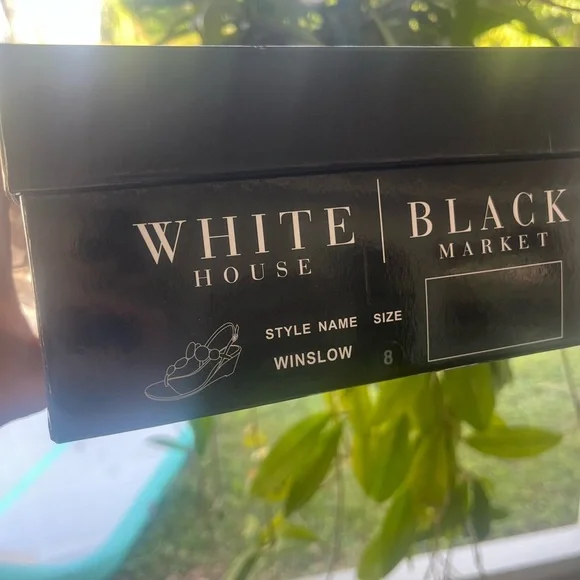 WHITE | BLACK
HOUSE MARKET
STYLE NAME SIZE
WINSLOW 8